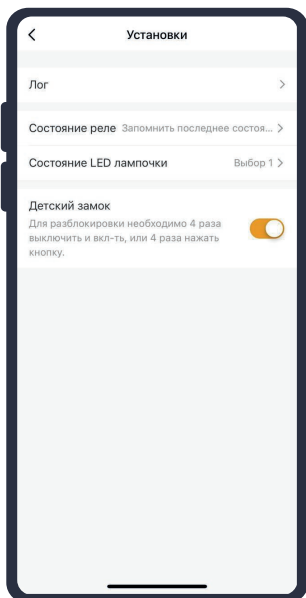 Установки
Лог
Состояние реле Запомнить последнее состоя...
Состояние LED лампочки Выбор 1
Детский замок
Для разблокировки необходимо 4 раза
выключить и вкл-ть, или 4 раза нажать
кнопку.